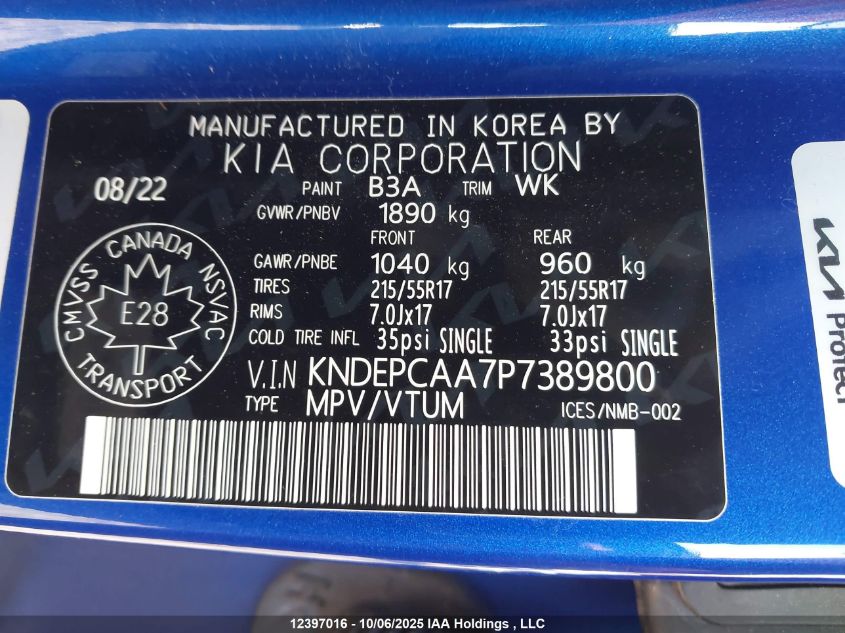 MANUFACTURED IN KOREA BY
KIA CORPORATION
08/22 PAINT B3A TRIM WK
GVWR/PNBV 1890 kg
FRONT REAR
GAWR/PNBE 1040 kg 960 kg
TIRES 215/55R17 215/55R17
RIMS 7.0Jx17 7.0Jx17
COLD TIRE INFL 35psi SINGLE 33psi SINGLE
V.I.N KNDEPCAA7P7389800
TYPE MPV/VTUM ICES/NMB-002
CMVSS CANADA NSVAC
E28
TRANSPORT
KIA
Protect
12397016 - 10/06/2025 IAA Holdings , LLC